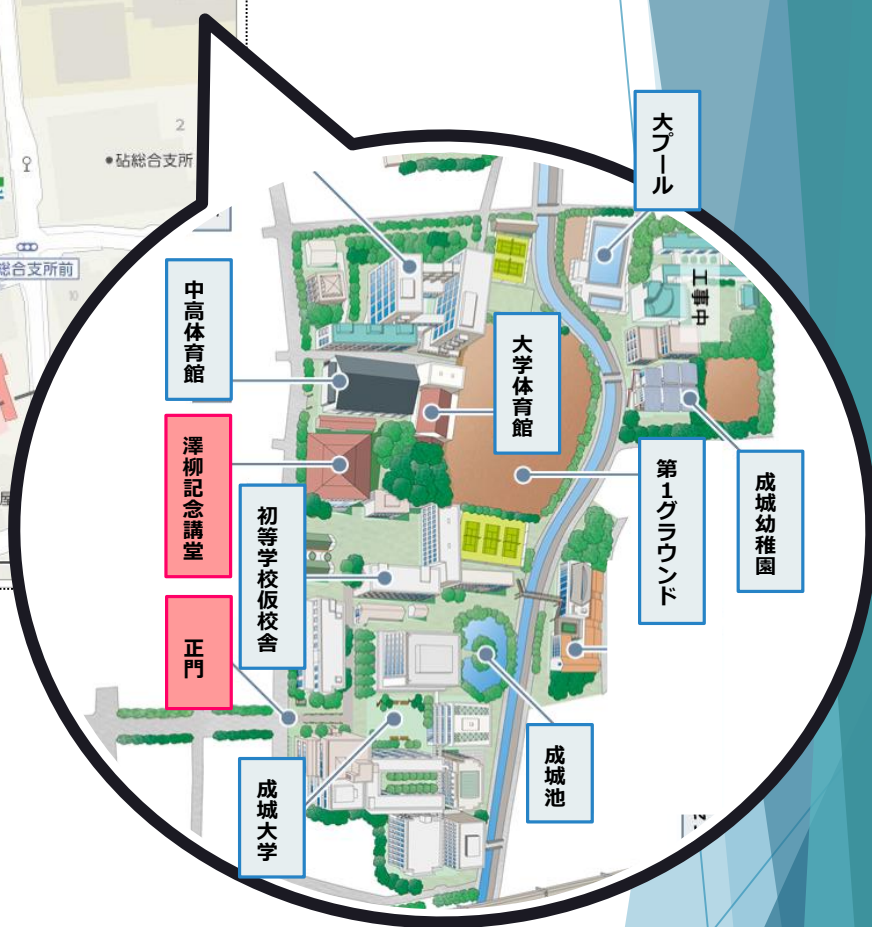 2
砧総合支所
総合支所前
10
大プール
工事中
中高体育館
大学体育館
澤柳記念講堂
初等学校仮校舎
第1グラウンド
成城幼稚園
正門
成城大学
成城池